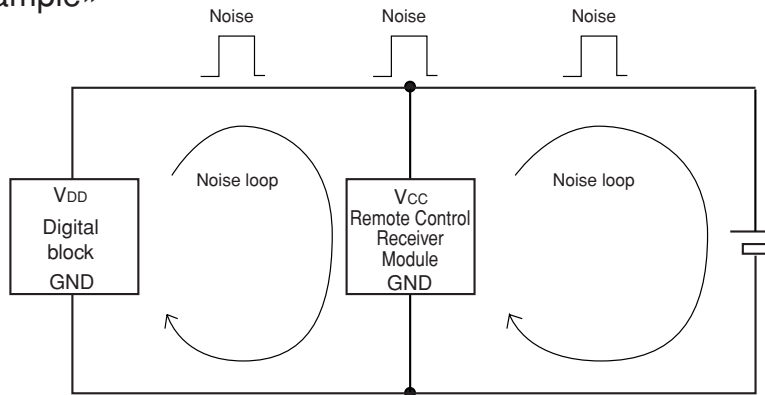 Noise Noise Noise
Noise loop
Noise loop
VDD
Digital
block
GND
VCC
Remote Control
Receiver
Module
GND